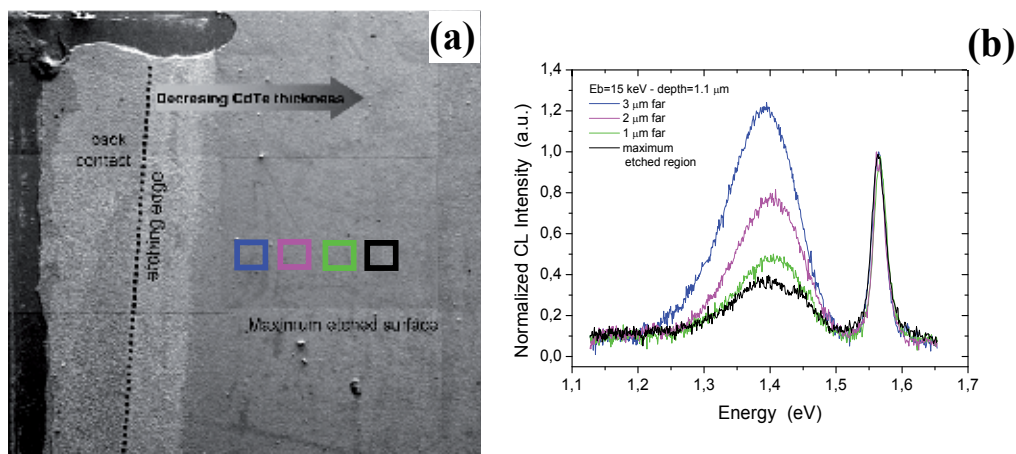 (a)
Decresing CdTe thickness
back
contact
etching edge
Maximum etched surface
(b)
Eb=15 keV - depth=1.1 μm
3 μm far
2 μm far
1 μm far
maximum
etched region
Normalized CL Intensity (a.u.)
1,4
1,2
1,0
0,8
0,6
0,4
0,2
0,0
1,1 1,2 1,3 1,4 1,5 1,6 1,7
Energy (eV)